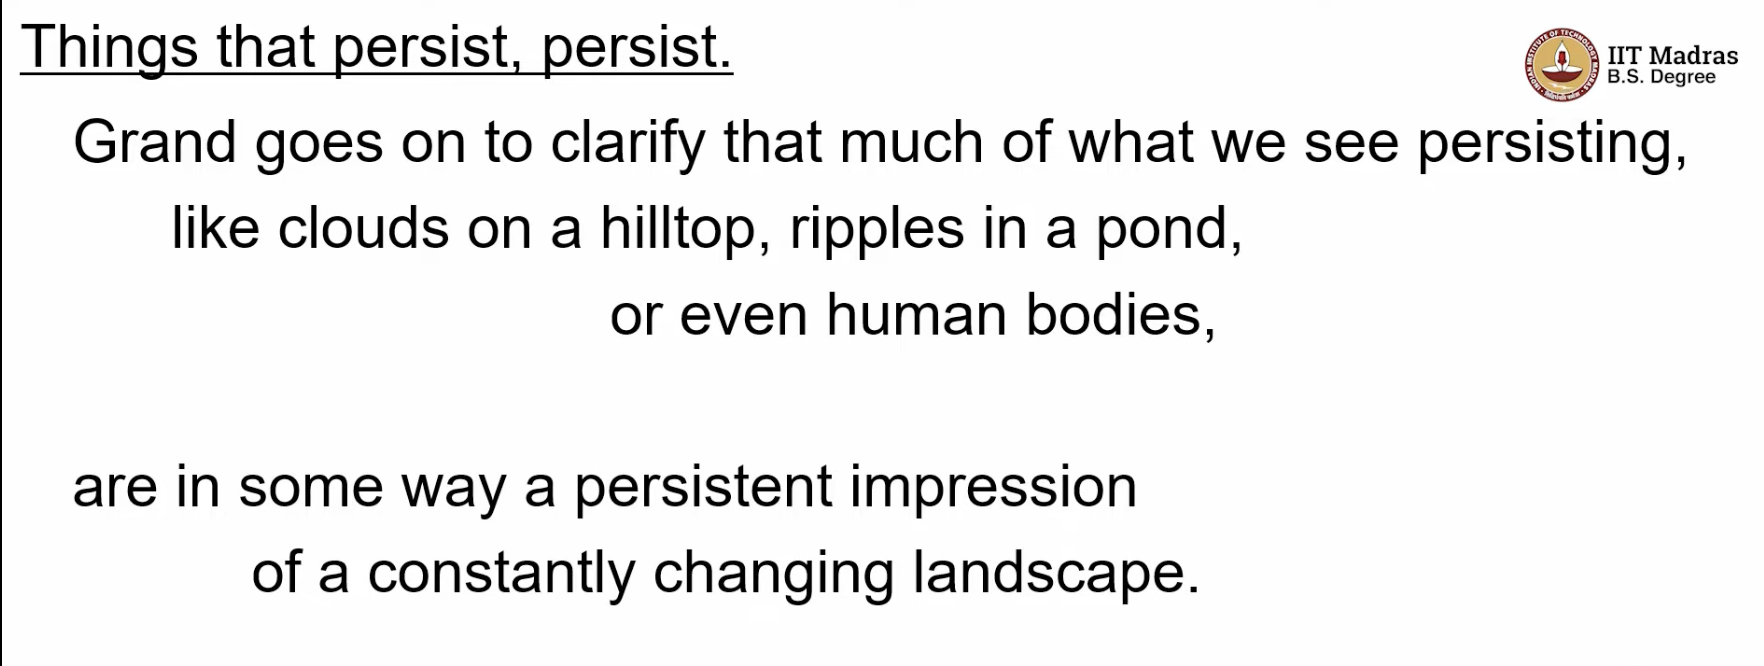 Things that persist, persist.
IIT Madras
B.S. Degree
Grand goes on to clarify that much of what we see persisting,
like clouds on a hilltop, ripples in a pond,
or even human bodies,
are in some way a persistent impression
of a constantly changing landscape.